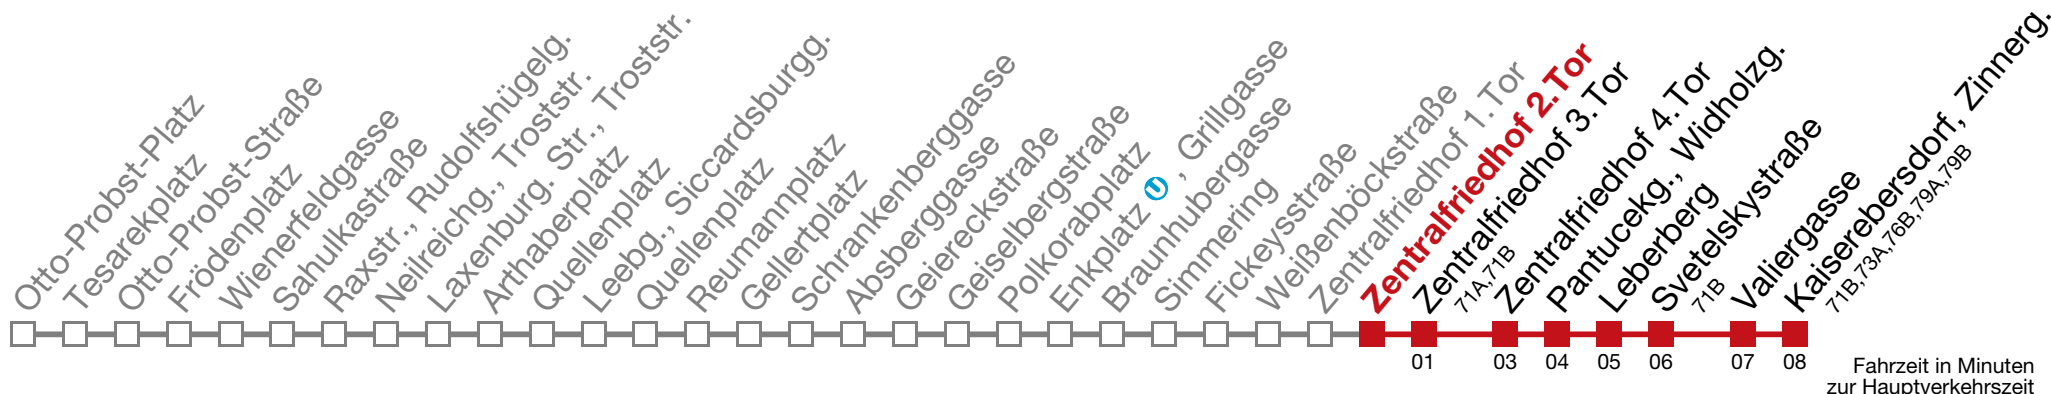 Otto-Probst-Platz
Tesarekplatz
Otto-Probst-Straße
Frödenplatz
Wienerfeldgasse
Sahulkastraße
Raxstr., Rudolfshügelg.
Neilreichg., Troststr.
Laxenburg. Str., Troststr.
Arthaberplatz
Quellenplatz
Leebg., Siccardsburgg.
Quellenplatz
Reumannplatz
Gellertplatz
Schrankenberggasse
Absberggasse
Geiereckstraße
Geiselbergstraße
Polkorabplatz
Enkplatz U, Grillgasse
Braunhubergasse
Simmering
Fickeysstraße
Weißenböckstraße
Zentralfriedhof 1.Tor
Zentralfriedhof 2.Tor
Zentralfriedhof 3.Tor
71A,71B
Zentralfriedhof 4.Tor
Pantucekg., Widholzg.
Leberberg
Svetelskystraße
71B
Valiergasse
Kaiserebersdorf, Zinnerg.
71B,73A,76B,79A,79B
01 03 04 05 06 07 08
Fahrzeit in Minuten
zur Hauptverkehrszeit